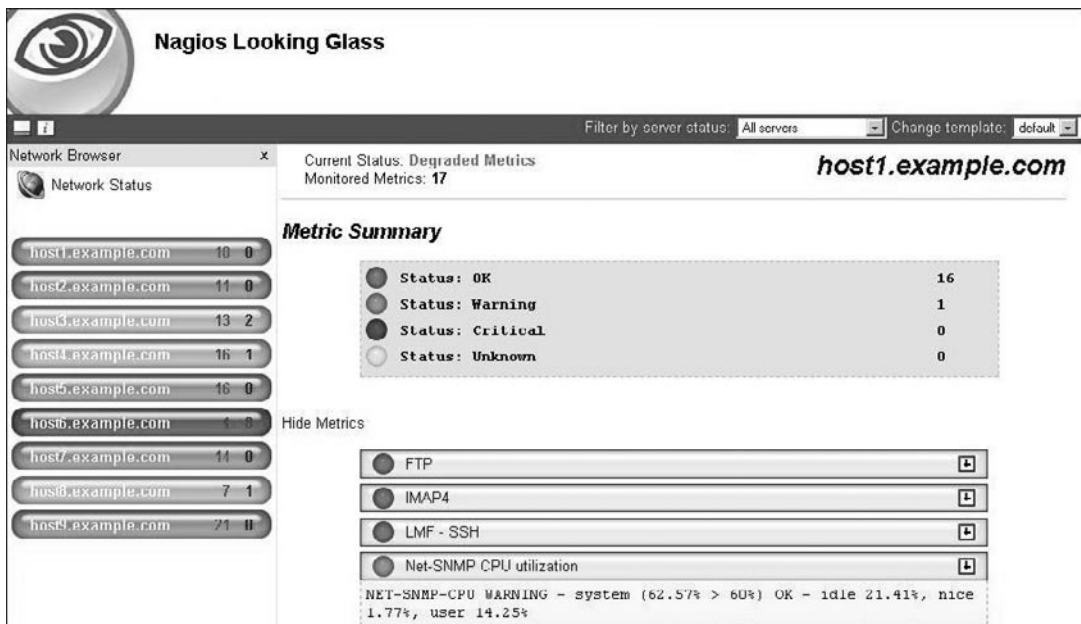 Nagios Looking Glass
Filter by server status: All servers Change template: default
Network Browser x
Network Status
host1.example.com 10 0
host2.example.com 11 0
host3.example.com 13 2
host4.example.com 16 1
host5.example.com 16 0
host6.example.com
host7.example.com 14 0
host8.example.com 7 1
host9.example.com 21 0
Current Status: Degraded Metrics
Monitored Metrics: 17
host1.example.com
Metric Summary
Status: OK 16
Status: Warning 1
Status: Critical 0
Status: Unknown 0
Hide Metrics
FTP
IMAP4
LMF - SSH
Net-SNMP CPU utilization
NET-SNMP-CPU WARNING - system (62.57% > 60%) OK - idle 21.41%, nice
1.77%, user 14.25%